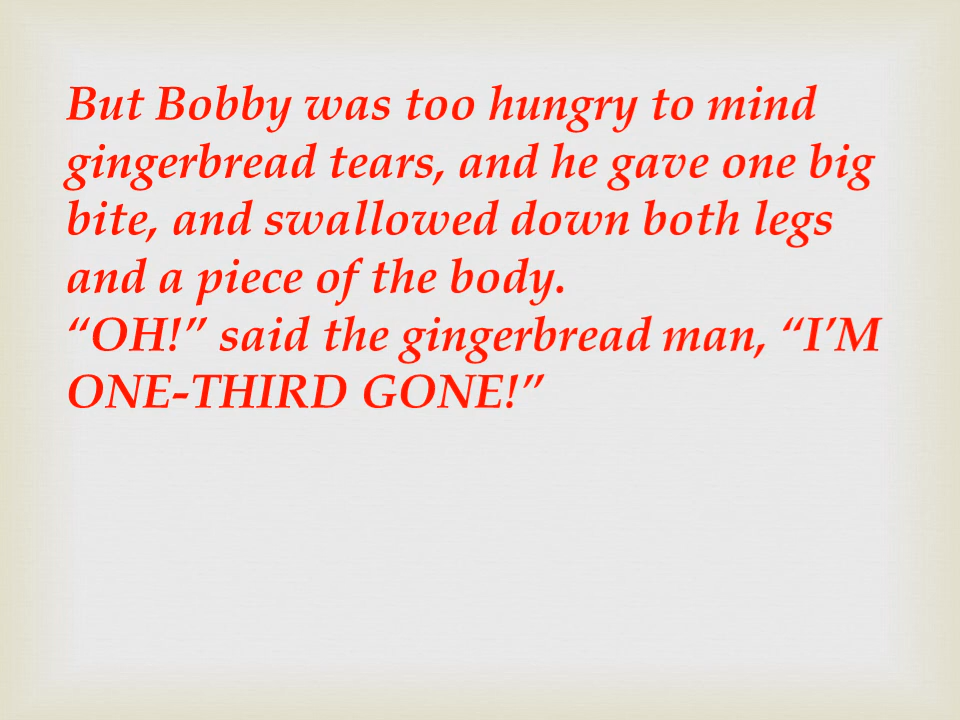 But Bobby was too hungry to mind
gingerbread tears, and he gave one big
bite, and swallowed down both legs
and a piece of the body.
“OH!” said the gingerbread man, “I’M
ONE-THIRD GONE!”